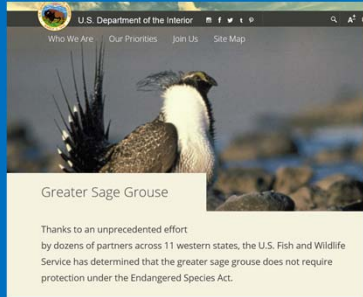 U.S. Department of the Interior
Who We Are Our Priorities Join Us Site Map
Greater Sage Grouse
Thanks to an unprecedented effort
by dozens of partners across 11 western states, the U.S. Fish and Wildlife
Service has determined that the greater sage grouse does not require
protection under the Endangered Species Act.